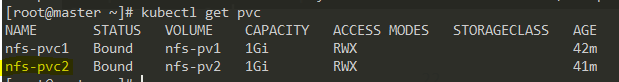 [root@master ~]# kubectl get pvc
NAME STATUS VOLUME CAPACITY ACCESS MODES STORAGECLASS AGE
nfs-pvc1 Bound nfs-pv1 1Gi RWX 42m
nfs-pvc2 Bound nfs-pv2 1Gi RWX 41m